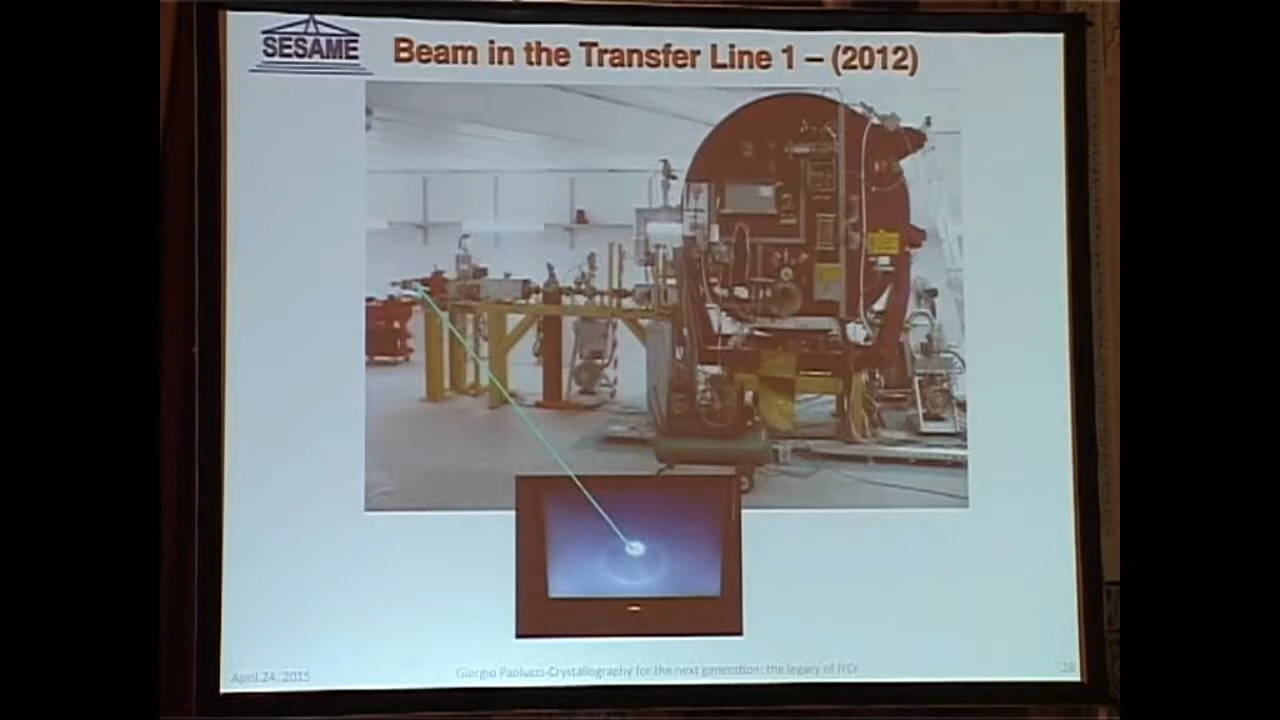 SESAME
Beam in the Transfer Line 1 – (2012)
April 24, 2015
Giorgio Paolucci-Crystallography for the next generation: the legacy of IYCr